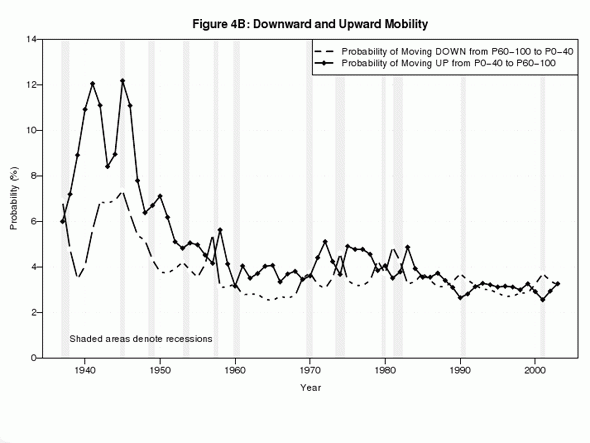 Figure 4B: Downward and Upward Mobility
Probability of Moving DOWN from P60−100 to P0−40
Probability of Moving UP from P0−40 to P60−100
Probability (%)
14
12
10
8
6
4
2
0
Shaded areas denote recessions
1940 1950 1960 1970 1980 1990 2000
Year